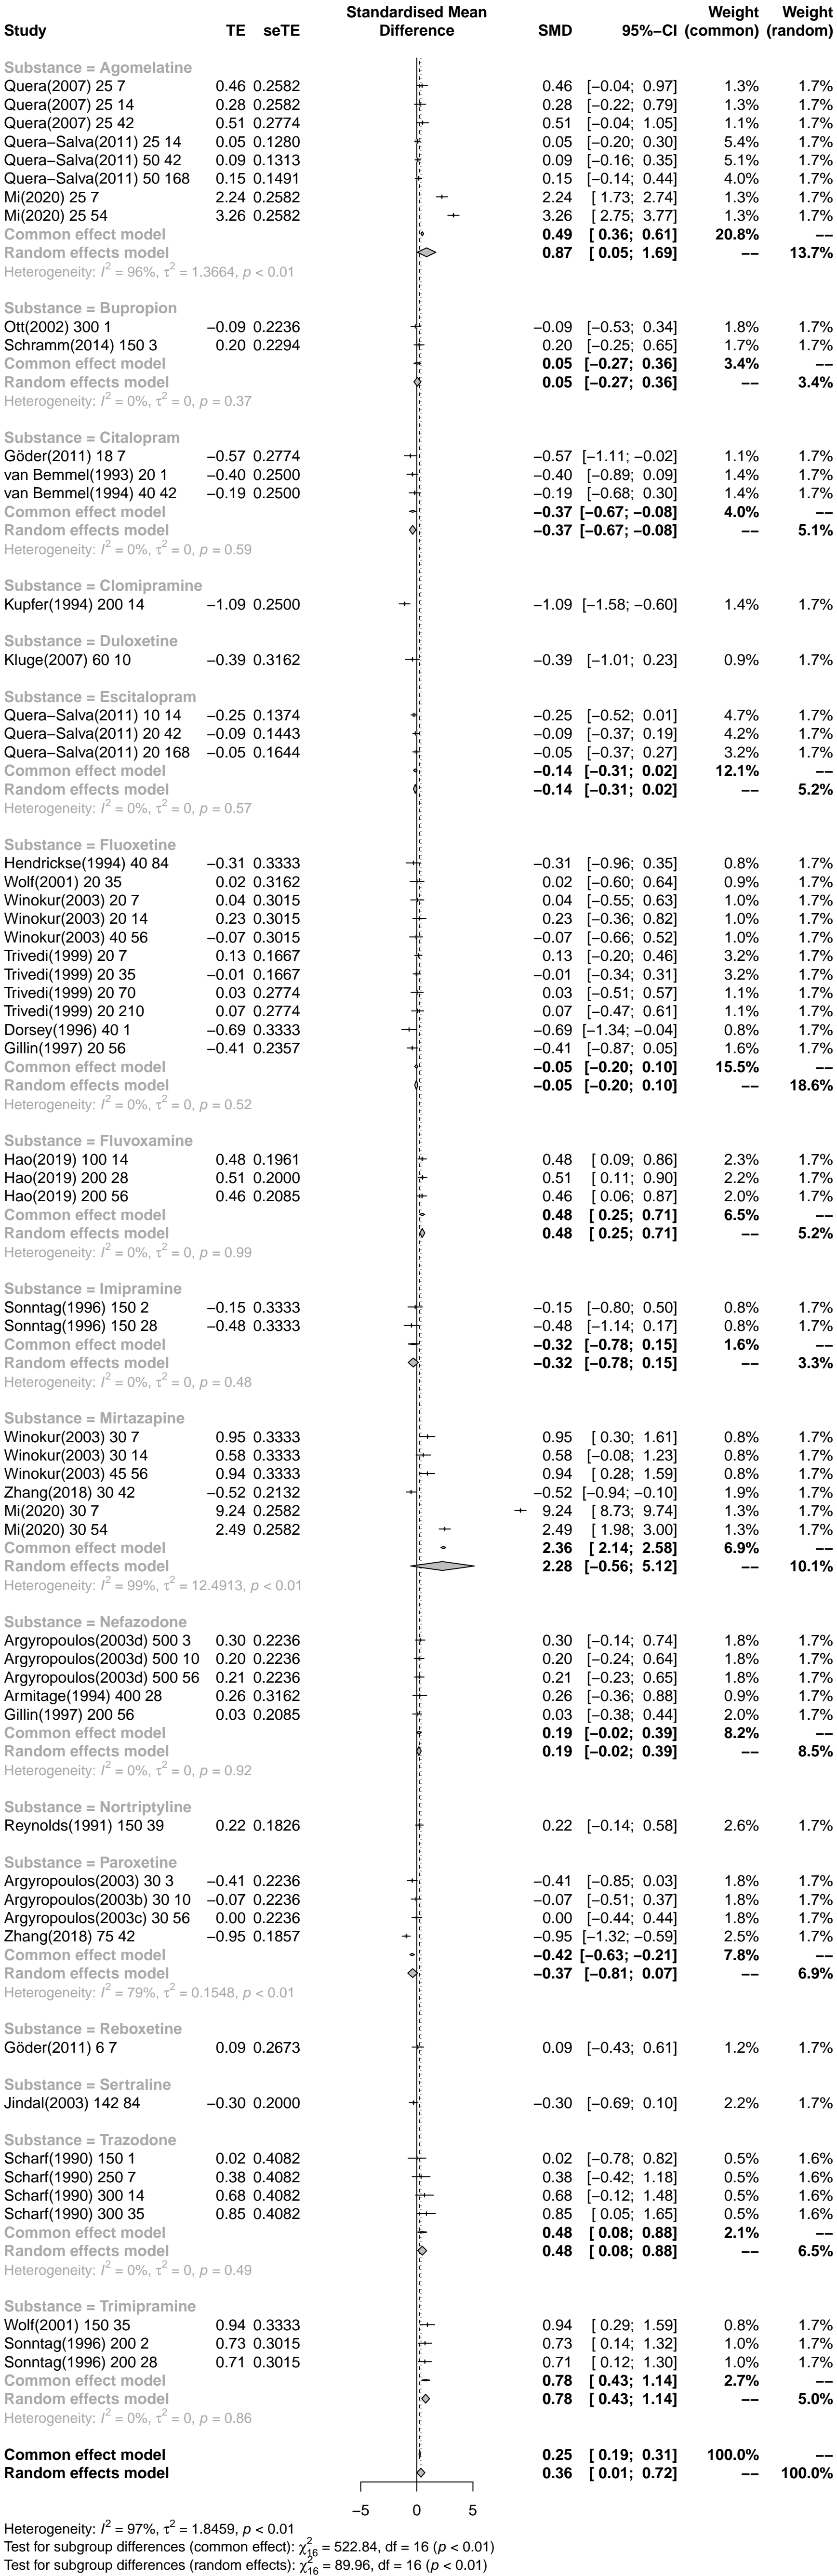 Standardised Mean Weight Weight
Study TE seTE Difference SMD 95%−CI (common) (random)
Substance = Agomelatine
Quera(2007) 25 7 0.46 0.2582 0.46 [−0.04; 0.97] 1.3% 1.7%
Quera(2007) 25 14 0.28 0.2582 0.28 [−0.22; 0.79] 1.3% 1.7%
Quera(2007) 25 42 0.51 0.2774 0.51 [−0.04; 1.05] 1.1% 1.7%
Quera−Salva(2011) 25 14 0.05 0.1280 0.05 [−0.20; 0.30] 5.4% 1.7%
Quera−Salva(2011) 50 42 0.09 0.1313 0.09 [−0.16; 0.35] 5.1% 1.7%
Quera−Salva(2011) 50 168 0.15 0.1491 0.15 [−0.14; 0.44] 4.0% 1.7%
Mi(2020) 25 7 2.24 0.2582 2.24 [ 1.73; 2.74] 1.3% 1.7%
Mi(2020) 25 54 3.26 0.2582 3.26 [ 2.75; 3.77] 1.3% 1.7%
Common effect model 0.49 [ 0.36; 0.61] 20.8% −−
Random effects model 0.87 [ 0.05; 1.69] −− 13.7%
Heterogeneity: I² = 96%, τ² = 1.3664, p < 0.01
Substance = Bupropion
Ott(2002) 300 1 −0.09 0.2236 −0.09 [−0.53; 0.34] 1.8% 1.7%
Schramm(2014) 150 3 0.20 0.2294 0.20 [−0.25; 0.65] 1.7% 1.7%
Common effect model 0.05 [−0.27; 0.36] 3.4% −−
Random effects model 0.05 [−0.27; 0.36] −− 3.4%
Heterogeneity: I² = 0%, τ² = 0, p = 0.37
Substance = Citalopram
Göder(2011) 18 7 −0.57 0.2774 −0.57 [−1.11; −0.02] 1.1% 1.7%
van Bemmel(1993) 20 1 −0.40 0.2500 −0.40 [−0.89; 0.09] 1.4% 1.7%
van Bemmel(1994) 40 42 −0.19 0.2500 −0.19 [−0.68; 0.30] 1.4% 1.7%
Common effect model −0.37 [−0.67; −0.08] 4.0% −−
Random effects model −0.37 [−0.67; −0.08] −− 5.1%
Heterogeneity: I² = 0%, τ² = 0, p = 0.59
Substance = Clomipramine
Kupfer(1994) 200 14 −1.09 0.2500 −1.09 [−1.58; −0.60] 1.4% 1.7%
Substance = Duloxetine
Kluge(2007) 60 10 −0.39 0.3162 −0.39 [−1.01; 0.23] 0.9% 1.7%
Substance = Escitalopram
Quera−Salva(2011) 10 14 −0.25 0.1374 −0.25 [−0.52; 0.01] 4.7% 1.7%
Quera−Salva(2011) 20 42 −0.09 0.1443 −0.09 [−0.37; 0.19] 4.2% 1.7%
Quera−Salva(2011) 20 168 −0.05 0.1644 −0.05 [−0.37; 0.27] 3.2% 1.7%
Common effect model −0.14 [−0.31; 0.02] 12.1% −−
Random effects model −0.14 [−0.31; 0.02] −− 5.2%
Heterogeneity: I² = 0%, τ² = 0, p = 0.57
Substance = Fluoxetine
Hendrickse(1994) 40 84 −0.31 0.3333 −0.31 [−0.96; 0.35] 0.8% 1.7%
Wolf(2001) 20 35 0.02 0.3162 0.02 [−0.60; 0.64] 0.9% 1.7%
Winokur(2003) 20 7 0.04 0.3015 0.04 [−0.55; 0.63] 1.0% 1.7%
Winokur(2003) 20 14 0.23 0.3015 0.23 [−0.36; 0.82] 1.0% 1.7%
Winokur(2003) 40 56 −0.07 0.3015 −0.07 [−0.66; 0.52] 1.0% 1.7%
Trivedi(1999) 20 7 0.13 0.1667 0.13 [−0.20; 0.46] 3.2% 1.7%
Trivedi(1999) 20 35 −0.01 0.1667 −0.01 [−0.34; 0.31] 3.2% 1.7%
Trivedi(1999) 20 70 0.03 0.2774 0.03 [−0.51; 0.57] 1.1% 1.7%
Trivedi(1999) 20 210 0.07 0.2774 0.07 [−0.47; 0.61] 1.1% 1.7%
Dorsey(1996) 40 1 −0.69 0.3333 −0.69 [−1.34; −0.04] 0.8% 1.7%
Gillin(1997) 20 56 −0.41 0.2357 −0.41 [−0.87; 0.05] 1.6% 1.7%
Common effect model −0.05 [−0.20; 0.10] 15.5% −−
Random effects model −0.05 [−0.20; 0.10] −− 18.6%
Heterogeneity: I² = 0%, τ² = 0, p = 0.52
Substance = Fluvoxamine
Hao(2019) 100 14 0.48 0.1961 0.48 [ 0.09; 0.86] 2.3% 1.7%
Hao(2019) 200 28 0.51 0.2000 0.51 [ 0.11; 0.90] 2.2% 1.7%
Hao(2019) 200 56 0.46 0.2085 0.46 [ 0.06; 0.87] 2.0% 1.7%
Common effect model 0.48 [ 0.25; 0.71] 6.5% −−
Random effects model 0.48 [ 0.25; 0.71] −− 5.2%
Heterogeneity: I² = 0%, τ² = 0, p = 0.99
Substance = Imipramine
Sonntag(1996) 150 2 −0.15 0.3333 −0.15 [−0.80; 0.50] 0.8% 1.7%
Sonntag(1996) 150 28 −0.48 0.3333 −0.48 [−1.14; 0.17] 0.8% 1.7%
Common effect model −0.32 [−0.78; 0.15] 1.6% −−
Random effects model −0.32 [−0.78; 0.15] −− 3.3%
Heterogeneity: I² = 0%, τ² = 0, p = 0.48
Substance = Mirtazapine
Winokur(2003) 30 7 0.95 0.3333 0.95 [ 0.30; 1.61] 0.8% 1.7%
Winokur(2003) 30 14 0.58 0.3333 0.58 [−0.08; 1.23] 0.8% 1.7%
Winokur(2003) 45 56 0.94 0.3333 0.94 [ 0.28; 1.59] 0.8% 1.7%
Zhang(2018) 30 42 −0.52 0.2132 −0.52 [−0.94; −0.10] 1.9% 1.7%
Mi(2020) 30 7 9.24 0.2582 9.24 [ 8.73; 9.74] 1.3% 1.7%
Mi(2020) 30 54 2.49 0.2582 2.49 [ 1.98; 3.00] 1.3% 1.7%
Common effect model 2.36 [ 2.14; 2.58] 6.9% −−
Random effects model 2.28 [−0.56; 5.12] −− 10.1%
Heterogeneity: I² = 99%, τ² = 12.4913, p < 0.01
Substance = Nefazodone
Argyropoulos(2003d) 500 3 0.30 0.2236 0.30 [−0.14; 0.74] 1.8% 1.7%
Argyropoulos(2003d) 500 10 0.20 0.2236 0.20 [−0.24; 0.64] 1.8% 1.7%
Argyropoulos(2003d) 500 56 0.21 0.2236 0.21 [−0.23; 0.65] 1.8% 1.7%
Armitage(1994) 400 28 0.26 0.3162 0.26 [−0.36; 0.88] 0.9% 1.7%
Gillin(1997) 200 56 0.03 0.2085 0.03 [−0.38; 0.44] 2.0% 1.7%
Common effect model 0.19 [−0.02; 0.39] 8.2% −−
Random effects model 0.19 [−0.02; 0.39] −− 8.5%
Heterogeneity: I² = 0%, τ² = 0, p = 0.92
Substance = Nortriptyline
Reynolds(1991) 150 39 0.22 0.1826 0.22 [−0.14; 0.58] 2.6% 1.7%
Substance = Paroxetine
Argyropoulos(2003) 30 3 −0.41 0.2236 −0.41 [−0.85; 0.03] 1.8% 1.7%
Argyropoulos(2003b) 30 10 −0.07 0.2236 −0.07 [−0.51; 0.37] 1.8% 1.7%
Argyropoulos(2003c) 30 56 0.00 0.2236 0.00 [−0.44; 0.44] 1.8% 1.7%
Zhang(2018) 75 42 −0.95 0.1857 −0.95 [−1.32; −0.59] 2.5% 1.7%
Common effect model −0.42 [−0.63; −0.21] 7.8% −−
Random effects model −0.37 [−0.81; 0.07] −− 6.9%
Heterogeneity: I² = 79%, τ² = 0.1548, p < 0.01
Substance = Reboxetine
Göder(2011) 6 7 0.09 0.2673 0.09 [−0.43; 0.61] 1.2% 1.7%
Substance = Sertraline
Jindal(2003) 142 84 −0.30 0.2000 −0.30 [−0.69; 0.10] 2.2% 1.7%
Substance = Trazodone
Scharf(1990) 150 1 0.02 0.4082 0.02 [−0.78; 0.82] 0.5% 1.6%
Scharf(1990) 250 7 0.38 0.4082 0.38 [−0.42; 1.18] 0.5% 1.6%
Scharf(1990) 300 14 0.68 0.4082 0.68 [−0.12; 1.48] 0.5% 1.6%
Scharf(1990) 300 35 0.85 0.4082 0.85 [ 0.05; 1.65] 0.5% 1.6%
Common effect model 0.48 [ 0.08; 0.88] 2.1% −−
Random effects model 0.48 [ 0.08; 0.88] −− 6.5%
Heterogeneity: I² = 0%, τ² = 0, p = 0.49
Substance = Trimipramine
Wolf(2001) 150 35 0.94 0.3333 0.94 [ 0.29; 1.59] 0.8% 1.7%
Sonntag(1996) 200 2 0.73 0.3015 0.73 [ 0.14; 1.32] 1.0% 1.7%
Sonntag(1996) 200 28 0.71 0.3015 0.71 [ 0.12; 1.30] 1.0% 1.7%
Common effect model 0.78 [ 0.43; 1.14] 2.7% −−
Random effects model 0.78 [ 0.43; 1.14] −− 5.0%
Heterogeneity: I² = 0%, τ² = 0, p = 0.86
Common effect model 0.25 [ 0.19; 0.31] 100.0% −−
Random effects model 0.36 [ 0.01; 0.72] −− 100.0%
−5 0 5
Heterogeneity: I² = 97%, τ² = 1.8459, p < 0.01
Test for subgroup differences (common effect): χ²₁₆ = 522.84, df = 16 (p < 0.01)
Test for subgroup differences (random effects): χ²₁₆ = 89.96, df = 16 (p < 0.01)